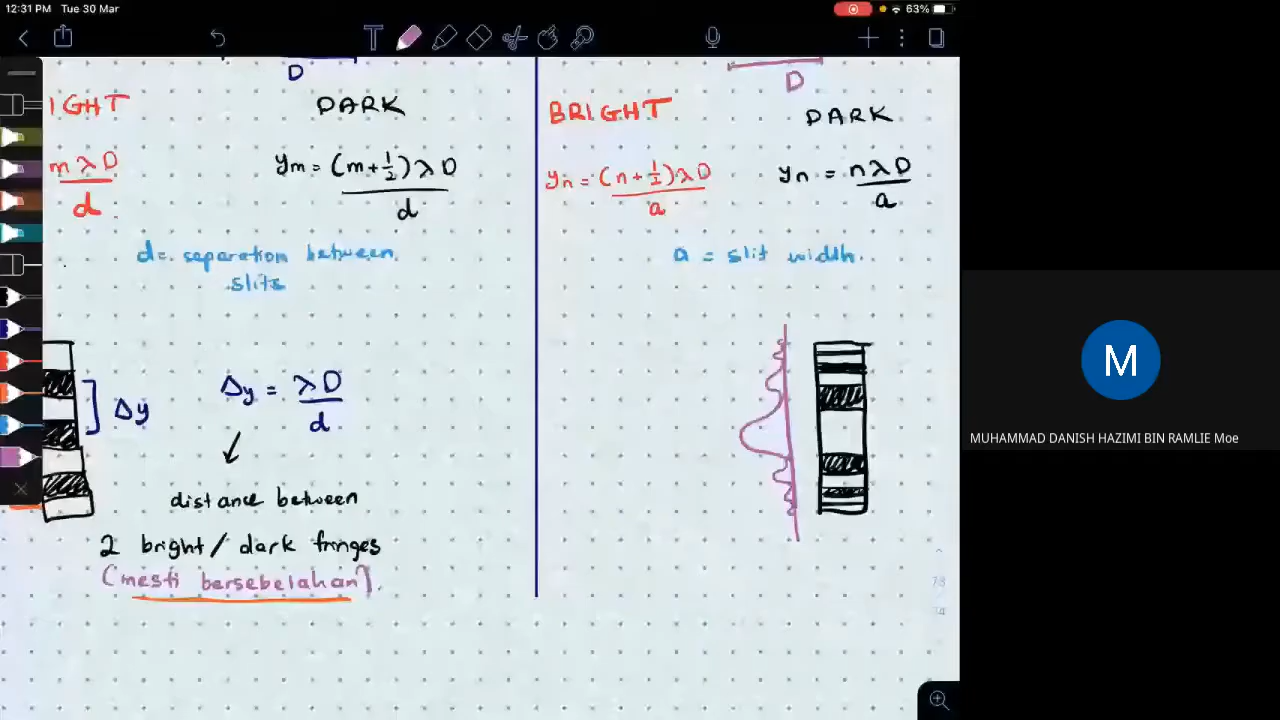 12:31 PM Tue 30 Mar
63%
T
D
IGHT
DARK
mλD
d
ym = (m+1/2)λD
d
d = separation between
slits
Δy
Δy = λD
d
distance between
2 bright / dark fringes
(mesti bersebelahan).
D
BRIGHT
DARK
yn = (n+1/2)λD
a
yn = nλD
a
a = slit width.
M
MUHAMMAD DANISH HAZIMI BIN RAMLIE Moe